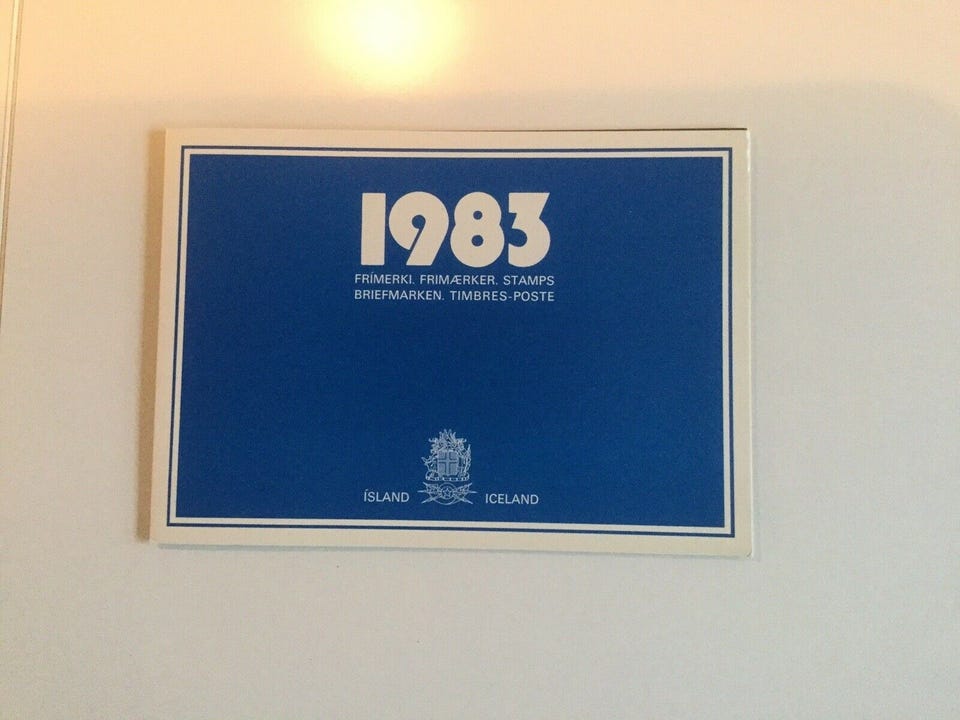 1983
FRÍMERKI. FRIMÆRKER. STAMPS
BRIEFMARKEN. TIMBRES-POSTE
ÍSLAND ICELAND